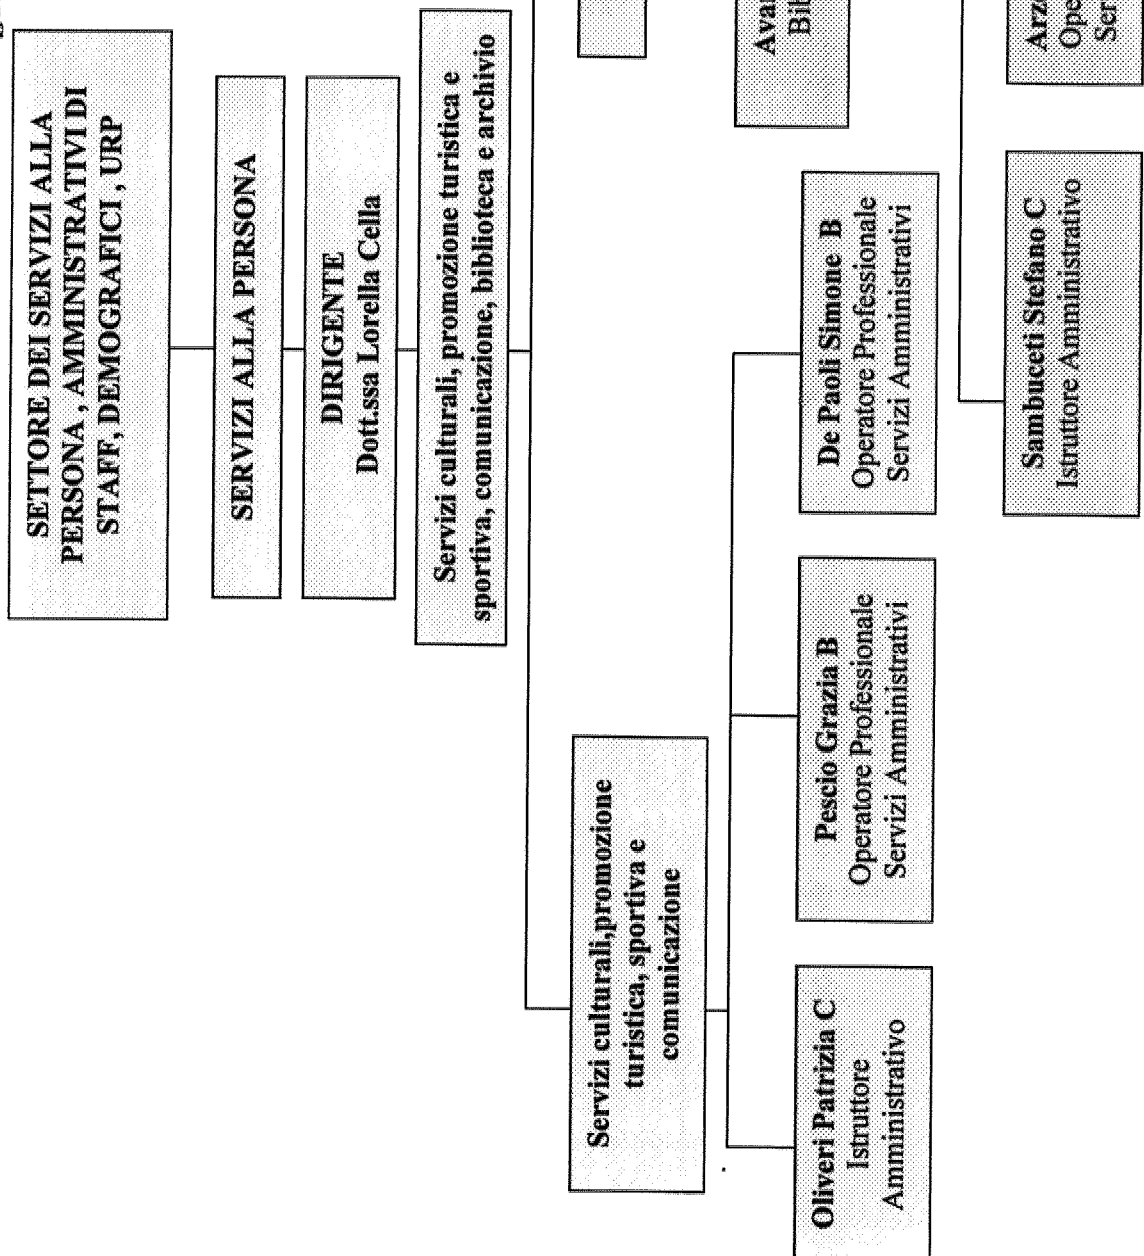 SETTORE DEI SERVIZI ALLA
PERSONA , AMMINISTRATIVI DI
STAFF, DEMOGRAFICI , URP
SERVIZI ALLA PERSONA
DIRIGENTE
Dott.ssa Lorella Cella
Servizi culturali, promozione turistica e
sportiva, comunicazione, biblioteca e archivio
Servizi culturali,promozione
turistica, sportiva e
comunicazione
Oliveri Patrizia C
Istruttore
Amministrativo
Pescio Grazia B
Operatore Professionale
Servizi Amministrativi
De Paoli Simone B
Operatore Professionale
Servizi Amministrativi
Sambuceti Stefano C
Istruttore Amministrativo